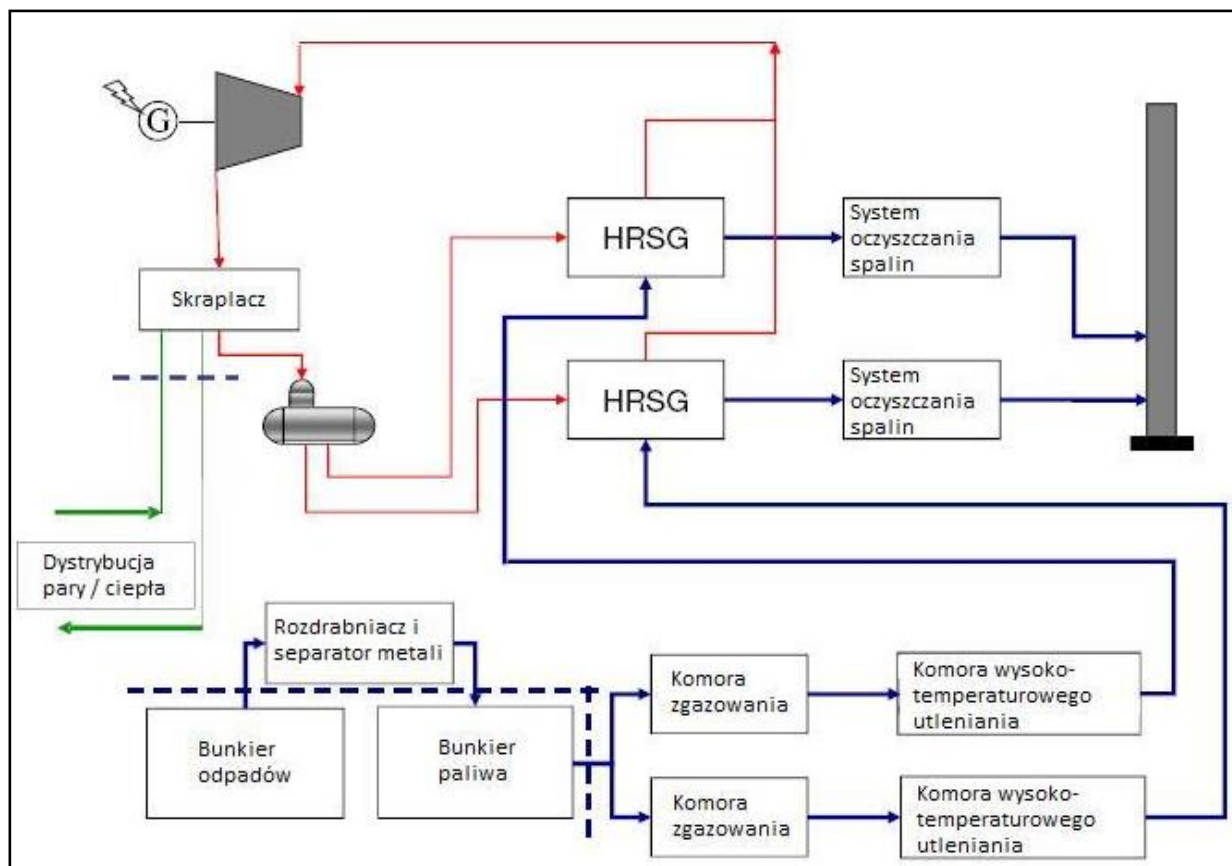 G
HRSG
System
oczyszczania
spalin
Skraplacz
HRSG
System
oczyszczania
spalin
Dystrybucja
pary / ciepła
Rozdrabniacz i
separator metali
Bunkier
odpadów
Bunkier
paliwa
Komora
zgazowania
Komora wysoko-
temperaturowego
utleniania
Komora
zgazowania
Komora wysoko-
temperaturowego
utleniania